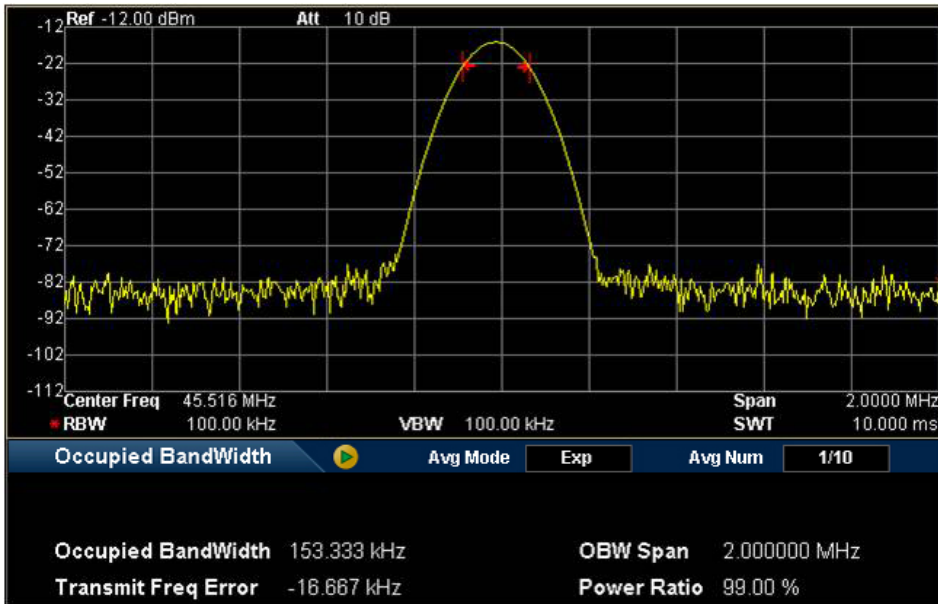 Ref -12.00 dBm Att 10 dB
-12
-22
-32
-42
-52
-62
-72
-82
-92
-102
-112
Center Freq 45.516 MHz Span 2.0000 MHz
*RBW 100.00 kHz VBW 100.00 kHz SWT 10.000 ms
Occupied BandWidth Avg Mode Exp Avg Num 1/10
Occupied BandWidth 153.333 kHz OBW Span 2.000000 MHz
Transmit Freq Error -16.667 kHz Power Ratio 99.00 %